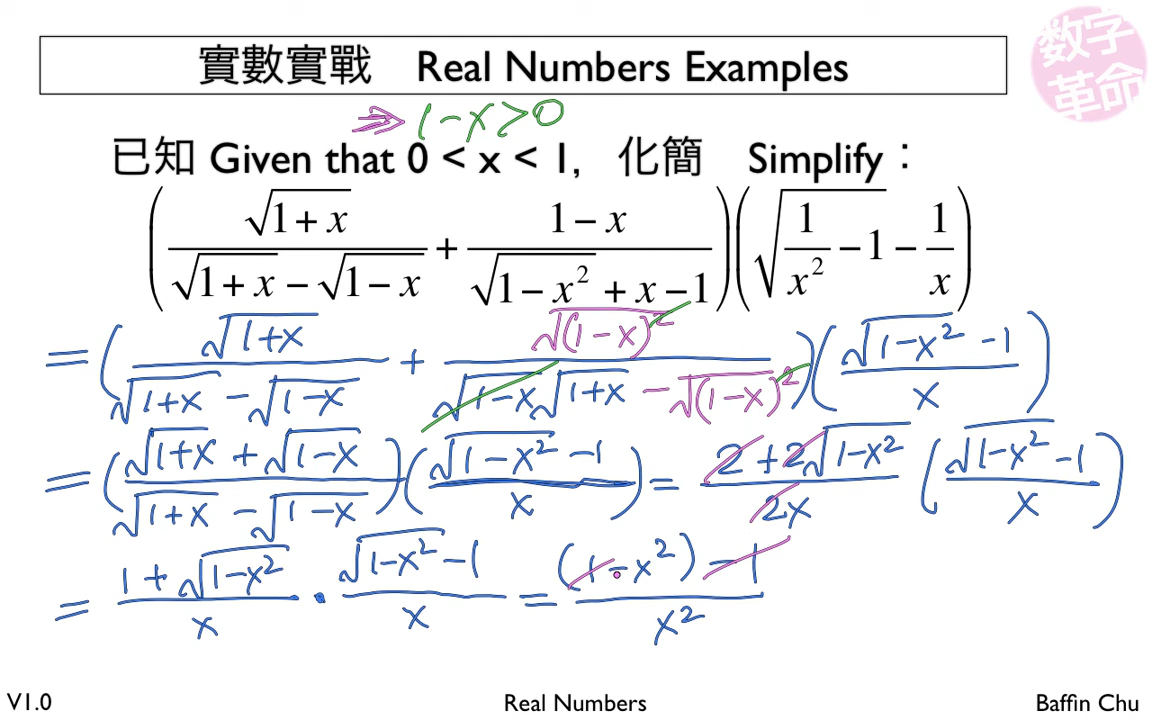 數字
革命
實數實戰 Real Numbers Examples
⇒ 1-x>0
已知 Given that 0 < x < 1, 化簡 Simplify：
(√(1+x)/(√(1+x)-√(1-x)) + (1-x)/(√(1-x²)+x-1))(√(1/x²-1)-1/x)
=(√(1+x)/(√(1+x)-√(1-x)) + √(1-x)²/(√(1-x)√(1+x)-√(1-x)²))((√(1-x²)-1)/x)
=((√(1+x)+√(1-x))/(√(1+x)-√(1-x)))((√(1-x²)-1)/x)=(2+2√(1-x²))/2x((√(1-x²)-1)/x)
=(1+√(1-x²))/x·(√(1-x²)-1)/x=((1-x²)-1)/x²
V1.0 Real Numbers Baffin Chu